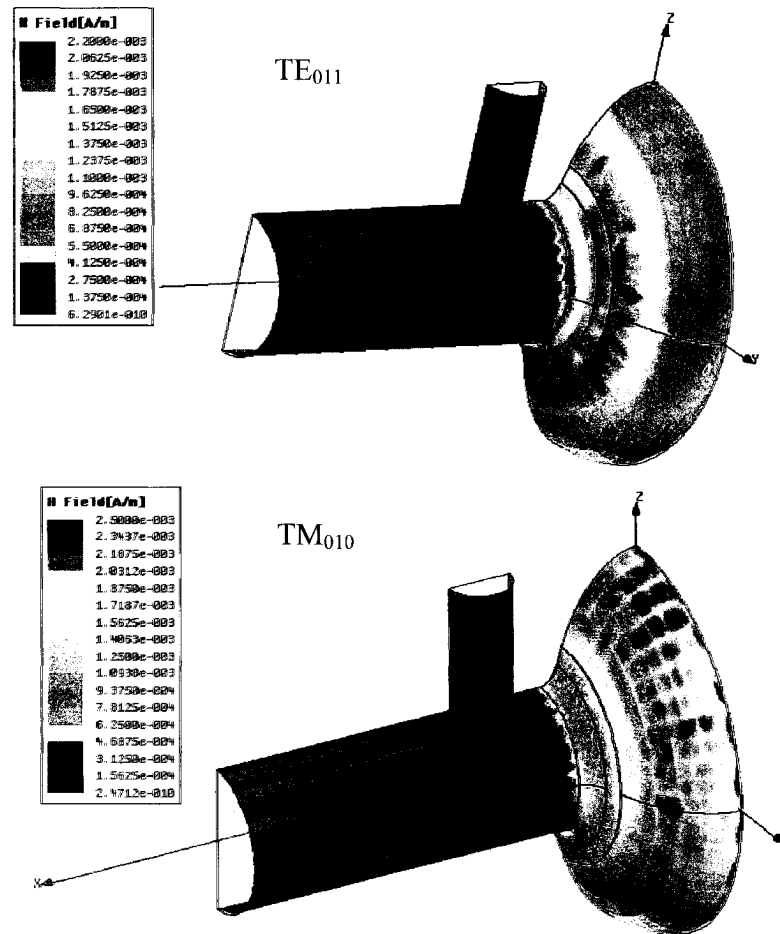 H Field[A/m]
2.2000e-003
2.0625e-003
1.9250e-003
1.7875e-003
1.6500e-003
1.5125e-003
1.3750e-003
1.2375e-003
1.1000e-003
9.6250e-004
8.2500e-004
6.8750e-004
5.5000e-004
4.1250e-004
2.7500e-004
1.3750e-004
6.2901e-010
TE011
Z
Y
H Field[A/m]
2.5000e-003
2.3437e-003
2.1875e-003
2.0312e-003
1.8750e-003
1.7187e-003
1.5625e-003
1.4063e-003
1.2500e-003
1.0938e-003
9.3750e-004
7.8125e-004
6.2500e-004
4.6875e-004
3.1250e-004
1.5625e-004
2.4712e-010
TM010
Z
X